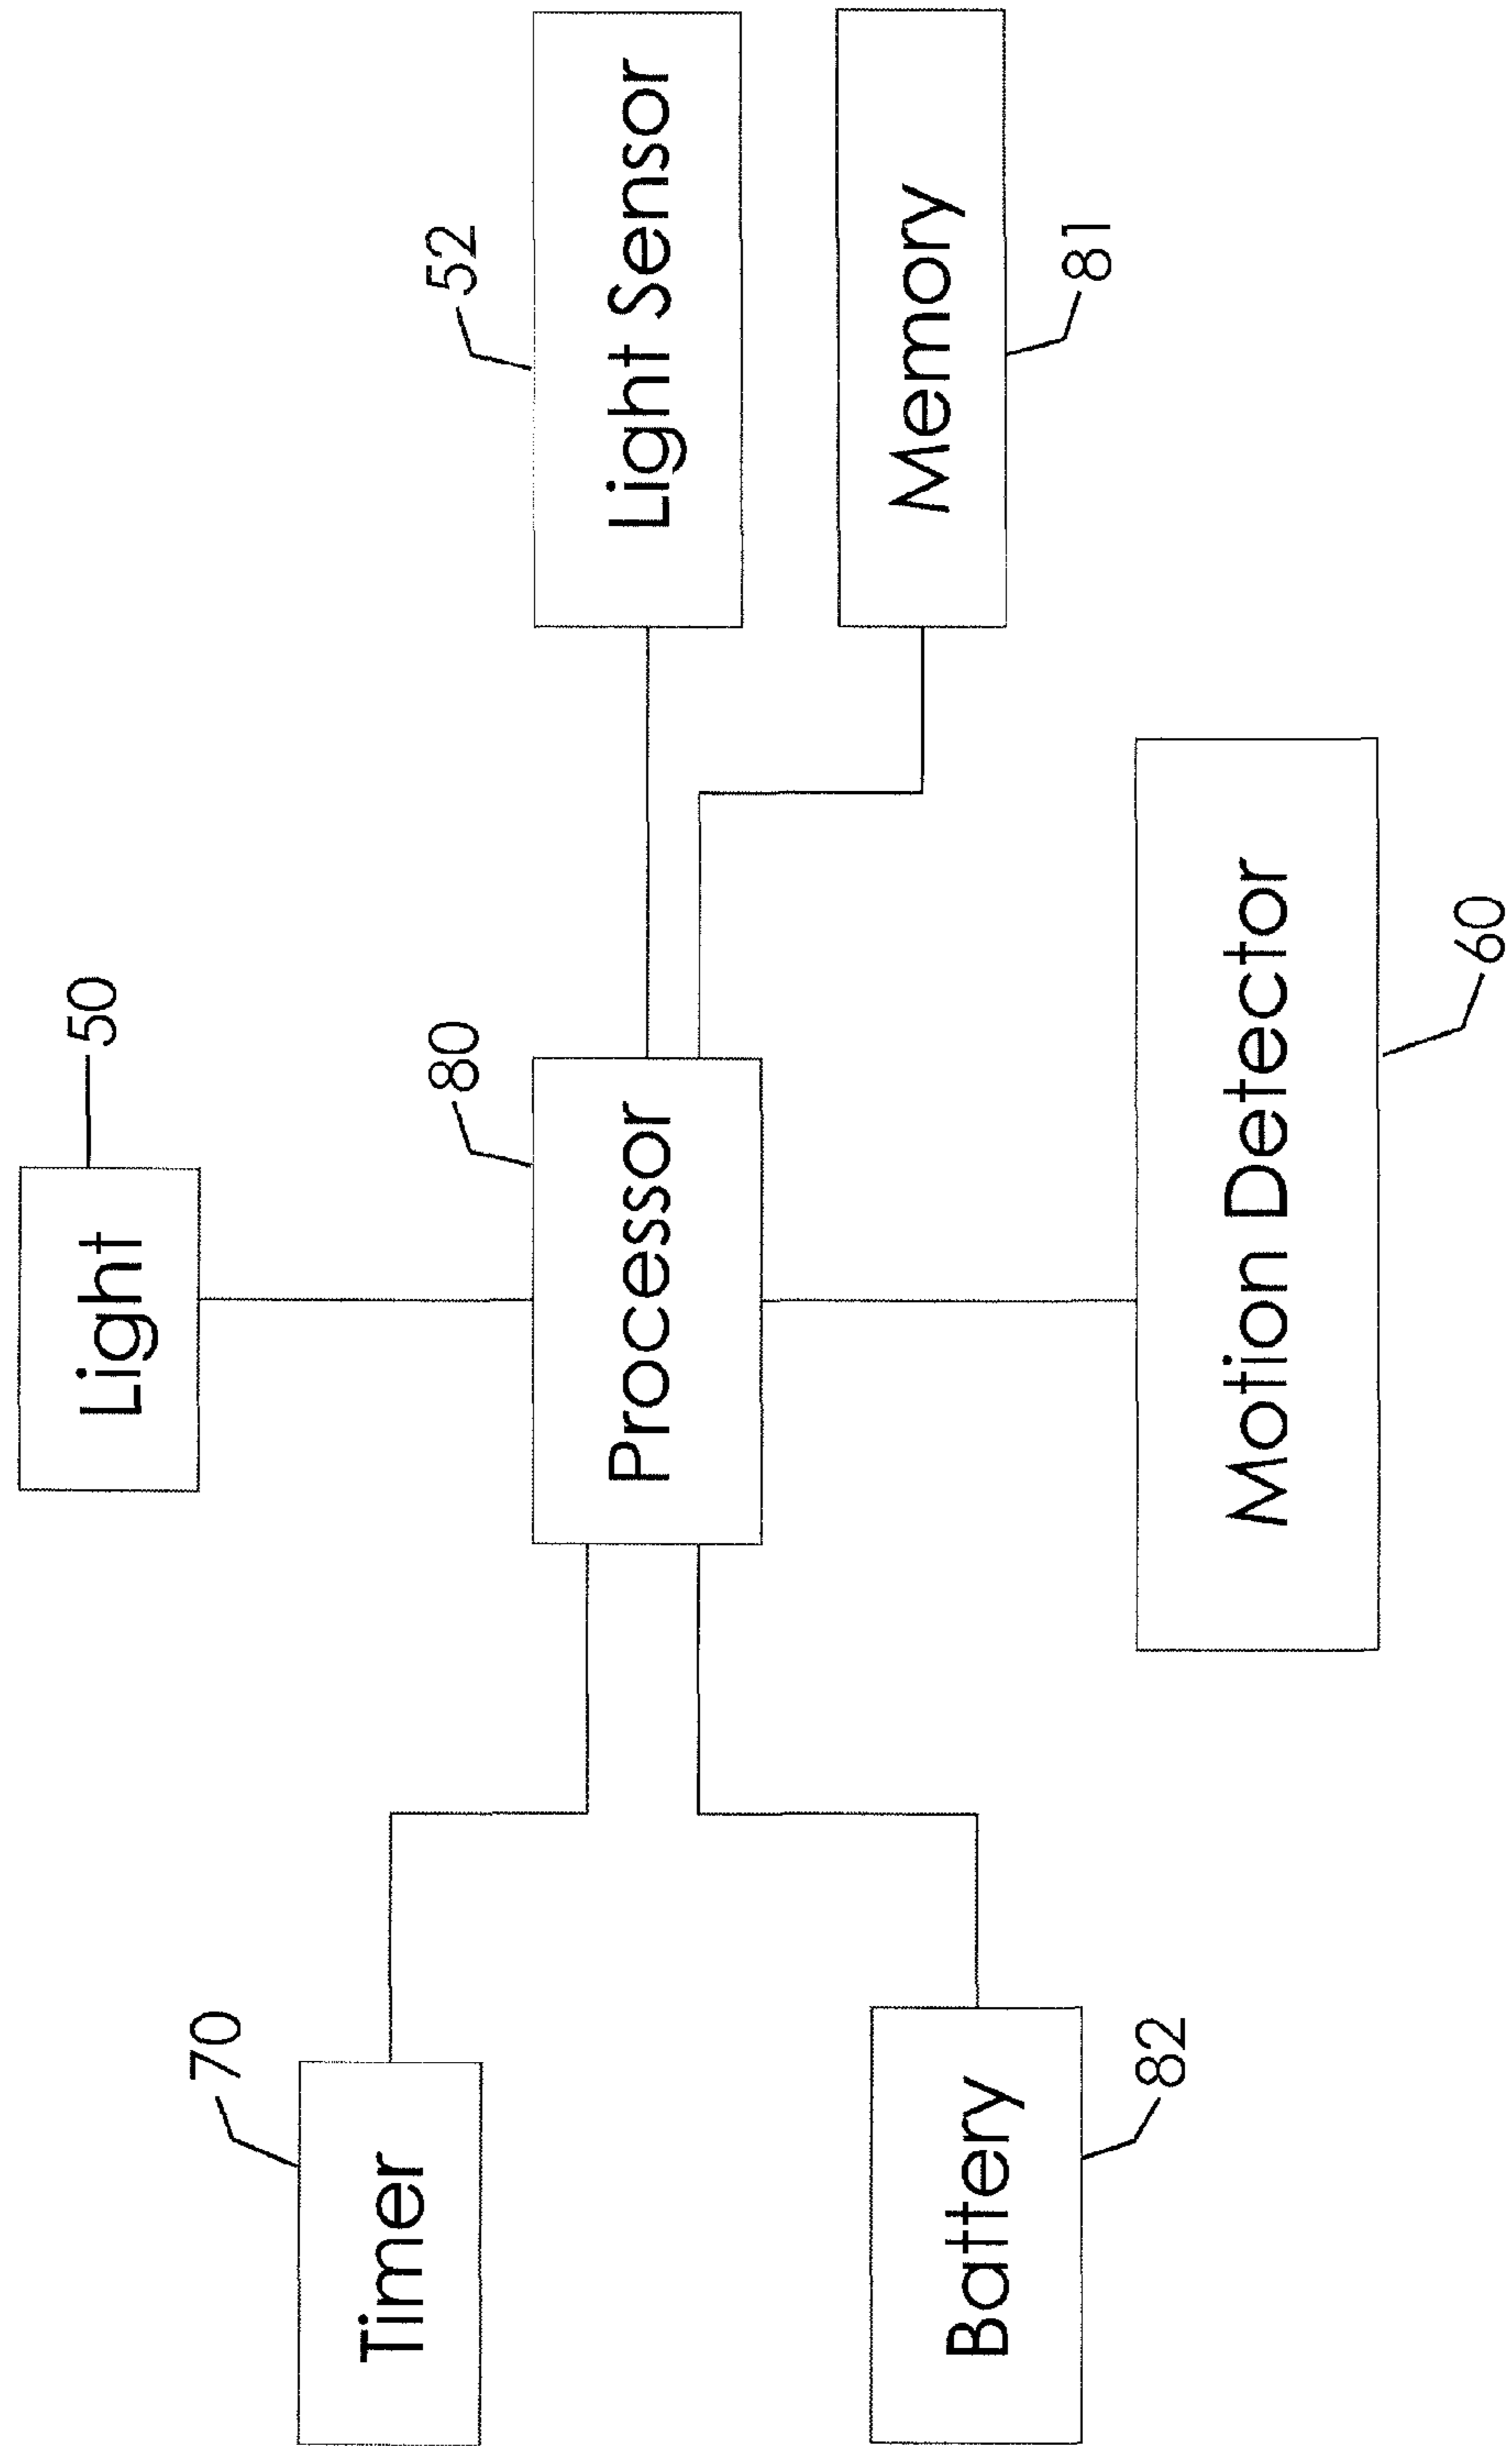 50
Light
70
Timer
80
Processor
52
Light Sensor
Memory
81
Battery
82
Motion Detector
60